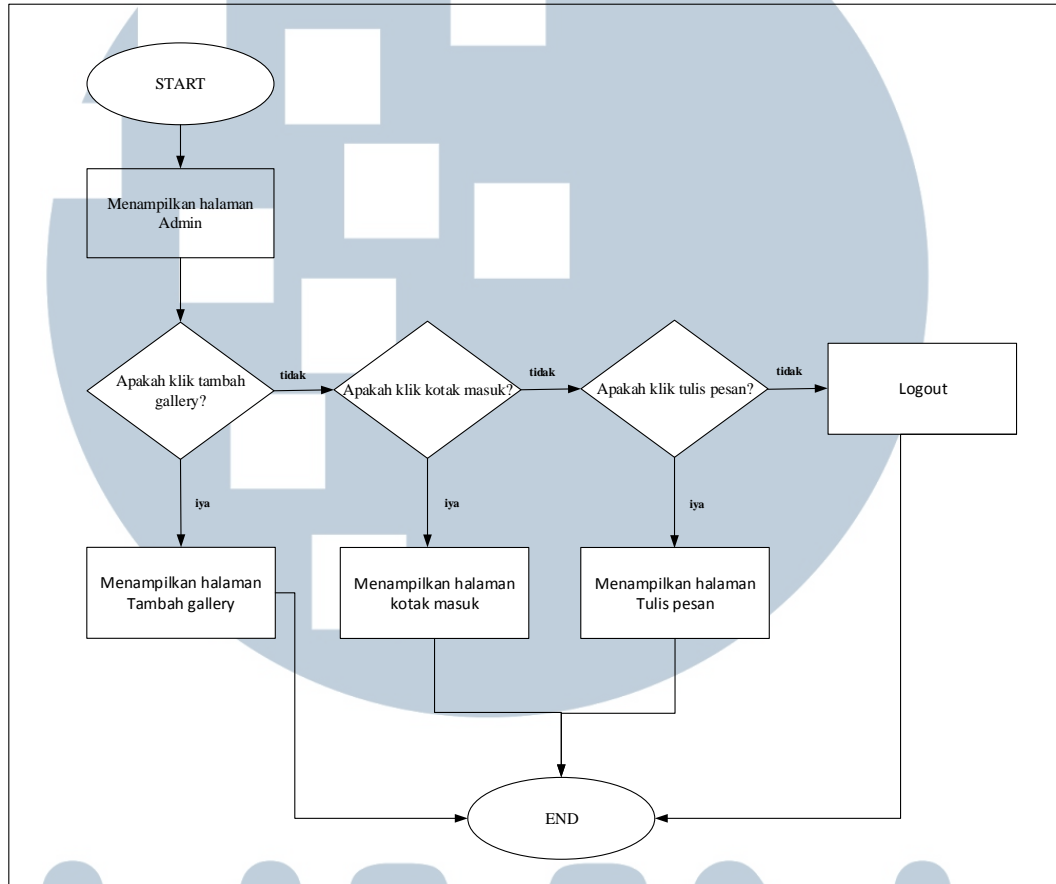 START
Menampilkan halaman
Admin
Apakah klik tambah
gallery?
tidak
Apakah klik kotak masuk?
tidak
Apakah klik tulis pesan?
tidak
Logout
iya
iya
iya
Menampilkan halaman
Tambah gallery
Menampilkan halaman
kotak masuk
Menampilkan halaman
Tulis pesan
END